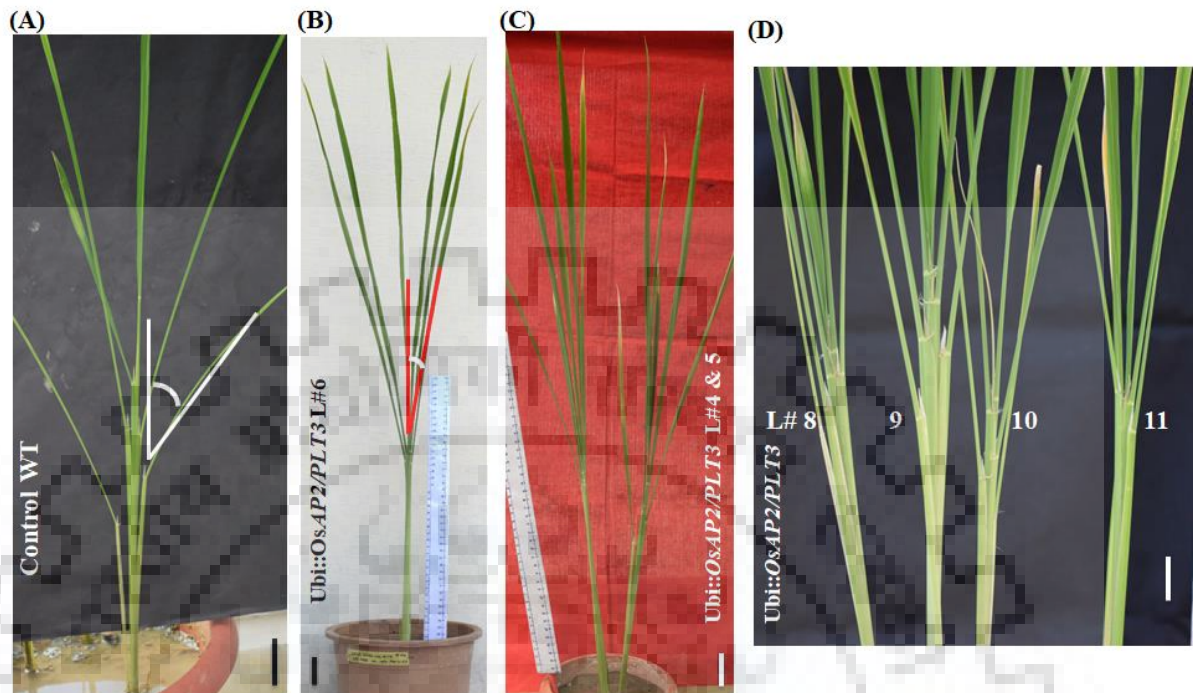 (A)
(B)
(C)
(D)
Control WT
Ubi::OsAP2/PLT3 L#6
Ubi::OsAP2/PLT3 L#4 & 5
Ubi::OsAP2/PLT3
L# 8
9
10
11